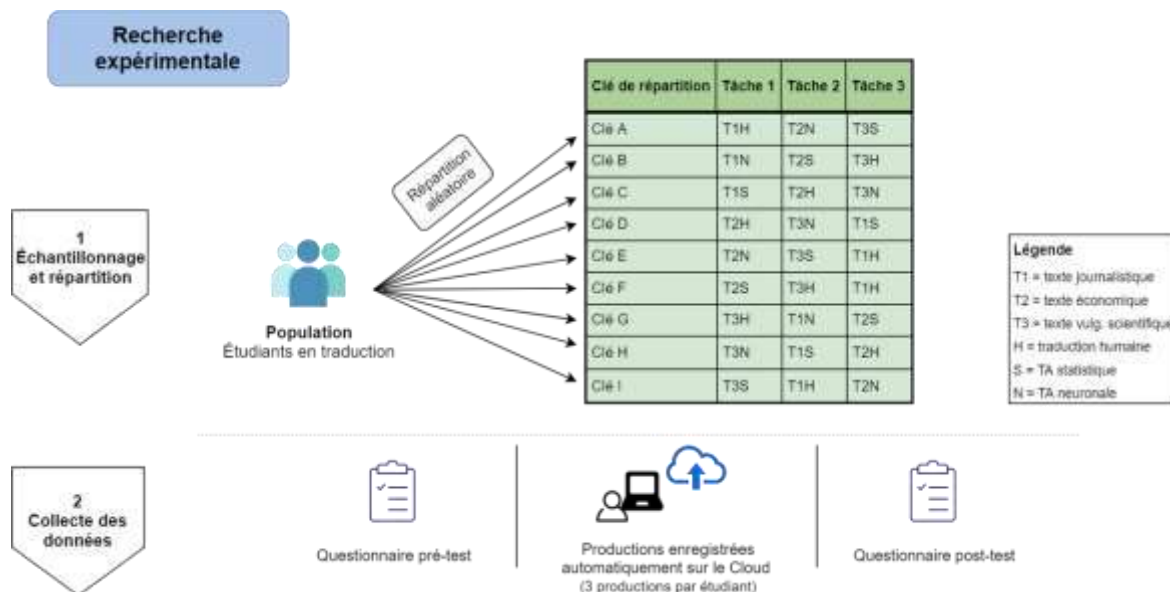 Recherche
expérimentale
Clé de répartition Tâche 1 Tâche 2 Tâche 3
Clé A T1H T2N T3S
Clé B T1N T2S T3H
Clé C T1S T2H T3N
Clé D T2H T3N T1S
Clé E T2N T3S T1H
Clé F T2S T3H T1H
Clé G T3H T1N T2S
Clé H T3N T1S T2H
Clé I T3S T1H T2N
Répartition
aléatoire
1
Échantillonnage
et répartition
Population
Étudiants en traduction
Légende
T1 = texte journalistique
T2 = texte économique
T3 = texte vulg. scientifique
H = traduction humaine
S = TA statistique
N = TA neuronale
2
Collecte des
données
Questionnaire pré-test
Productions enregistrées
automatiquement sur le Cloud
(3 productions par étudiant)
Questionnaire post-test